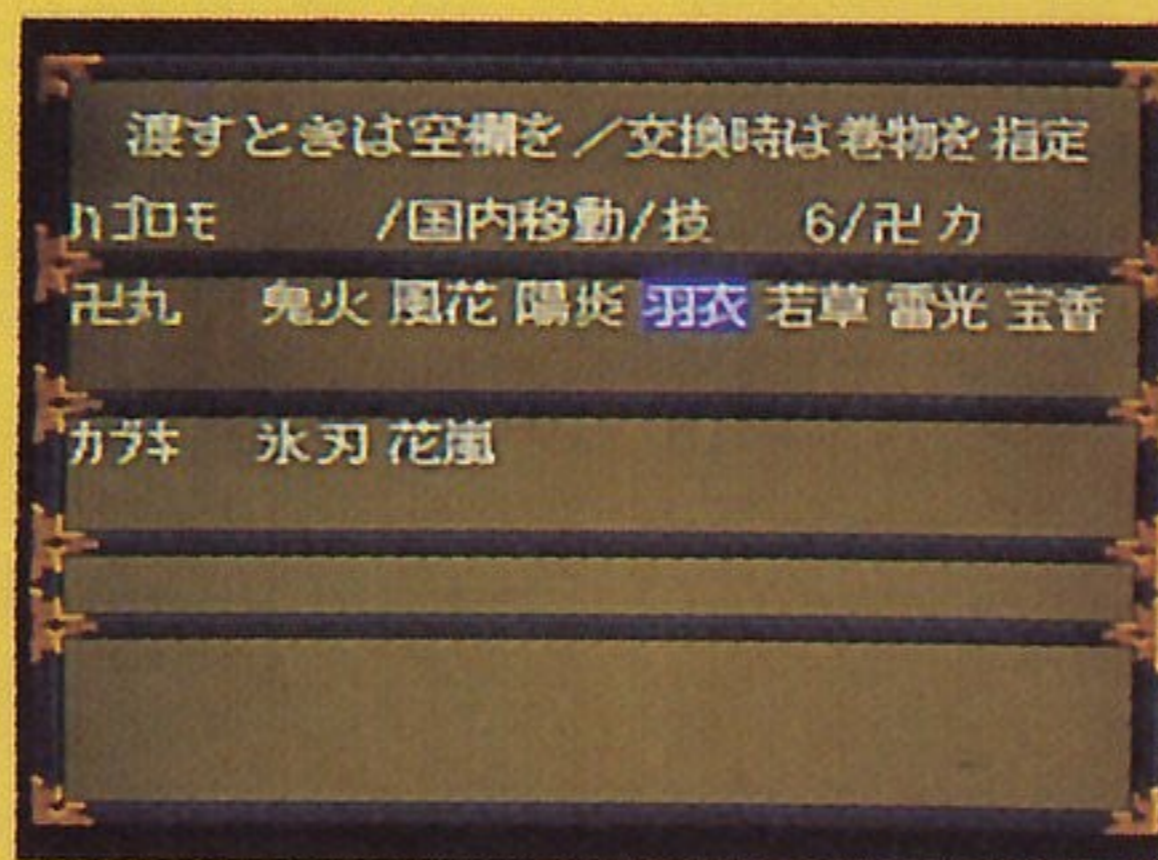 渡すときは空欄を／交換時は巻物を指定
ハゴロモ /国内移動/技 6/卍 カ
卍丸 鬼火 風花 陽炎 羽衣 若草 雷光 宝香
カブキ 氷刃 花嵐